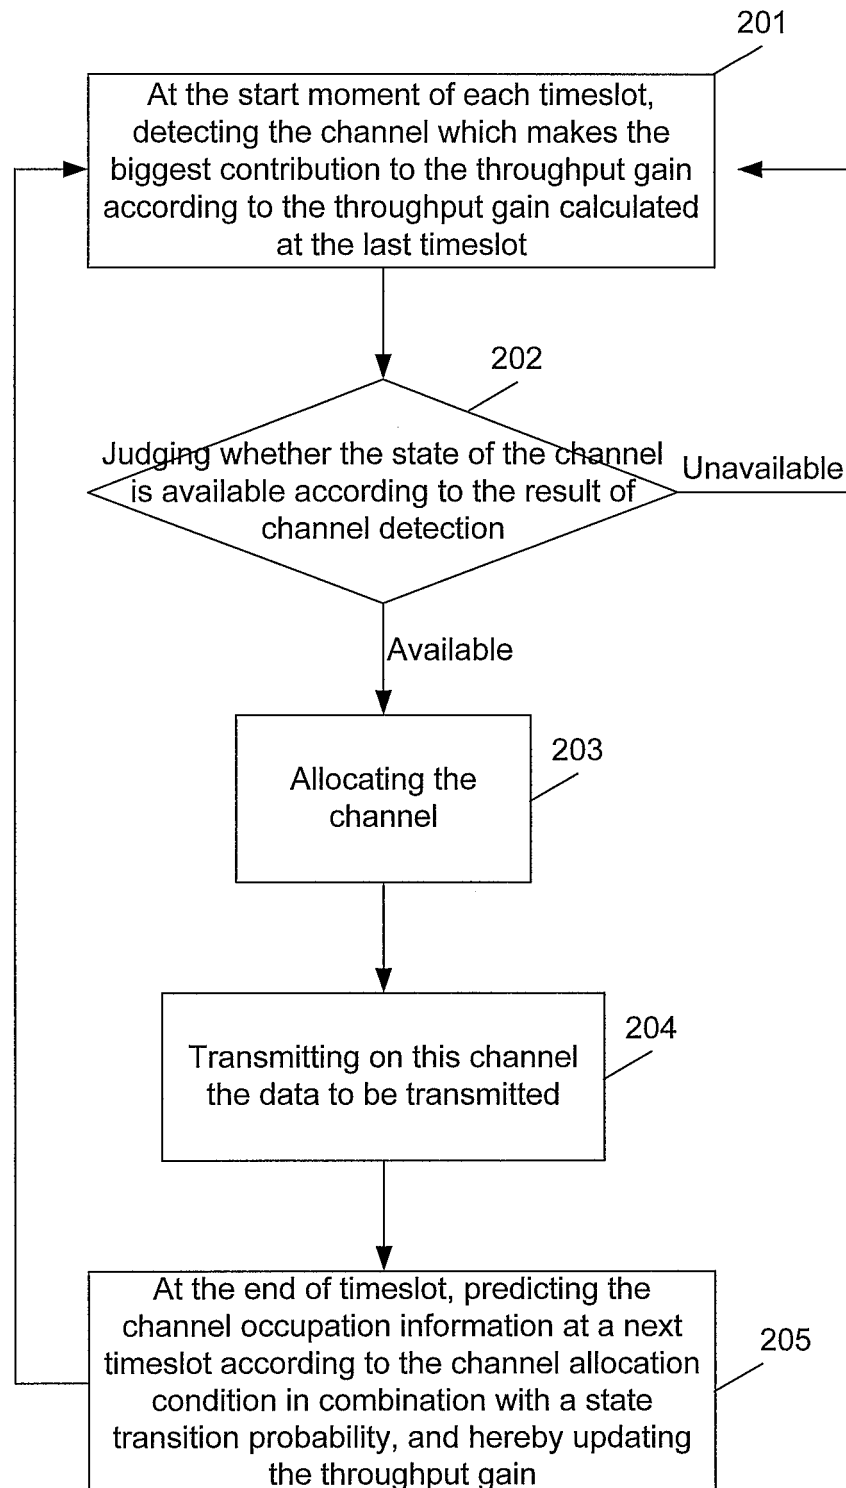 201
At the start moment of each timeslot,
detecting the channel which makes the
biggest contribution to the throughput gain
according to the throughput gain calculated
at the last timeslot
202
Judging whether the state of the channel
is available according to the result of
channel detection
Unavailable
Available
203
Allocating the
channel
204
Transmitting on this channel
the data to be transmitted
205
At the end of timeslot, predicting the
channel occupation information at a next
timeslot according to the channel allocation
condition in combination with a state
transition probability, and hereby updating
the throughput gain